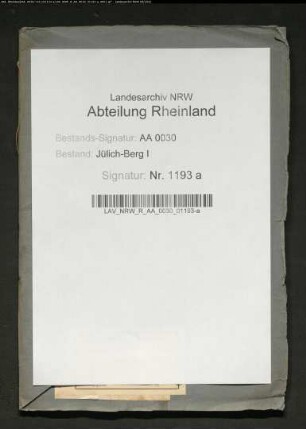 Landesarchiv NRW
Abteilung Rheinland
Bestands-Signatur: AA 0030
Bestand: Jülich-Berg I
Signatur: Nr. 1193 a
LAV_NRW_R_AA_0030_01193-a